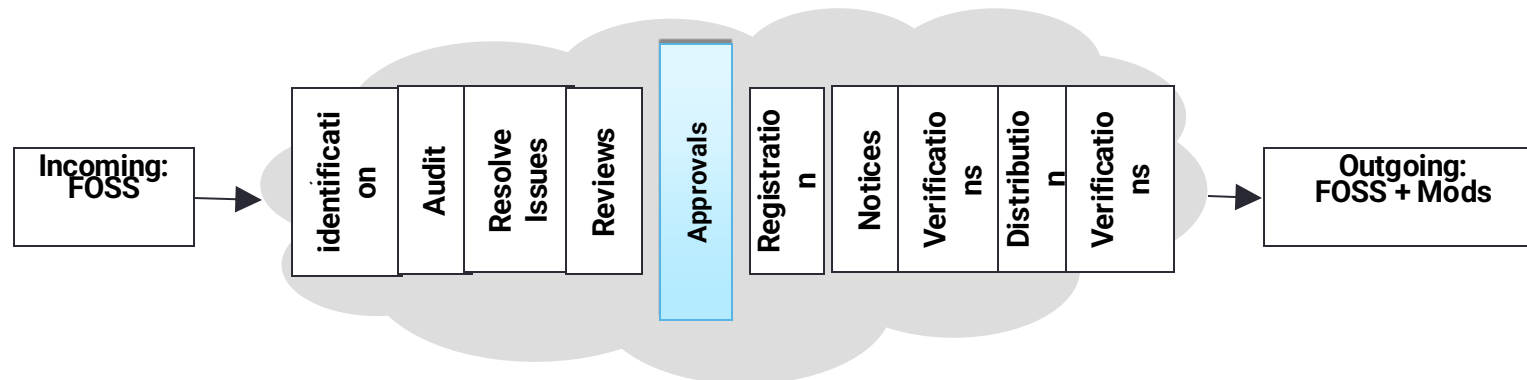 Incoming:
FOSS
identificati
on
Audit
Resolve
Issues
Reviews
Approvals
Registratio
n
Notices
Verificatio
ns
Distributio
n
Verificatio
ns
Outgoing:
FOSS + Mods